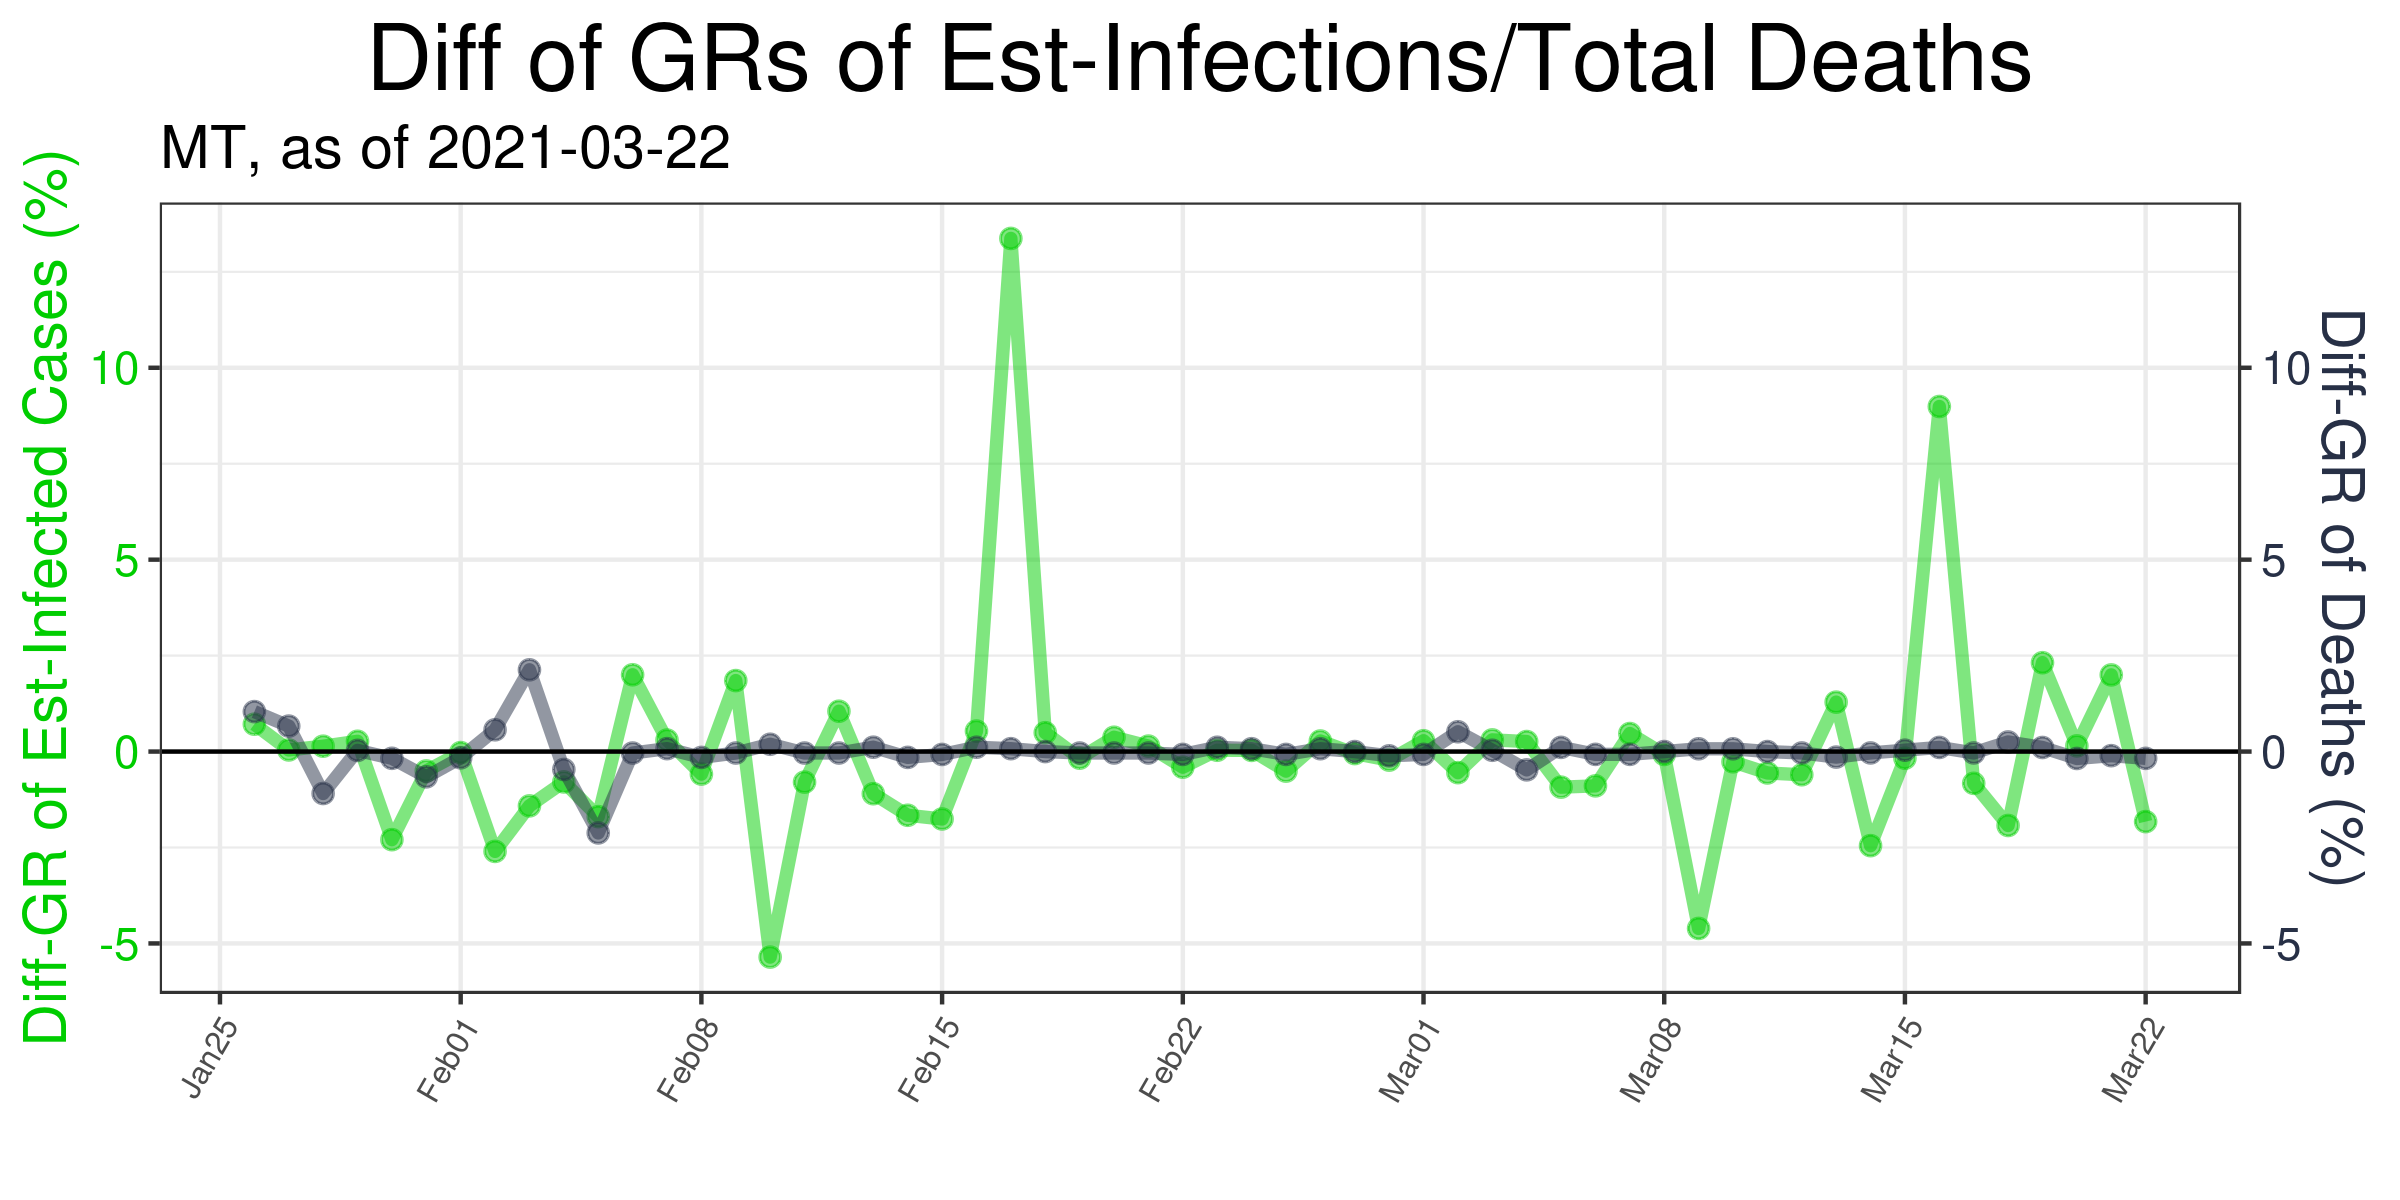 Diff of GRs of Est-Infections/Total Deaths
MT, as of 2021-03-22
Diff-GR of Est-Infected Cases (%)
10
5
0
-5
10
5
0
-5
Diff-GR of Deaths (%)
Jan25
Feb01
Feb08
Feb15
Feb22
Mar01
Mar08
Mar15
Mar22